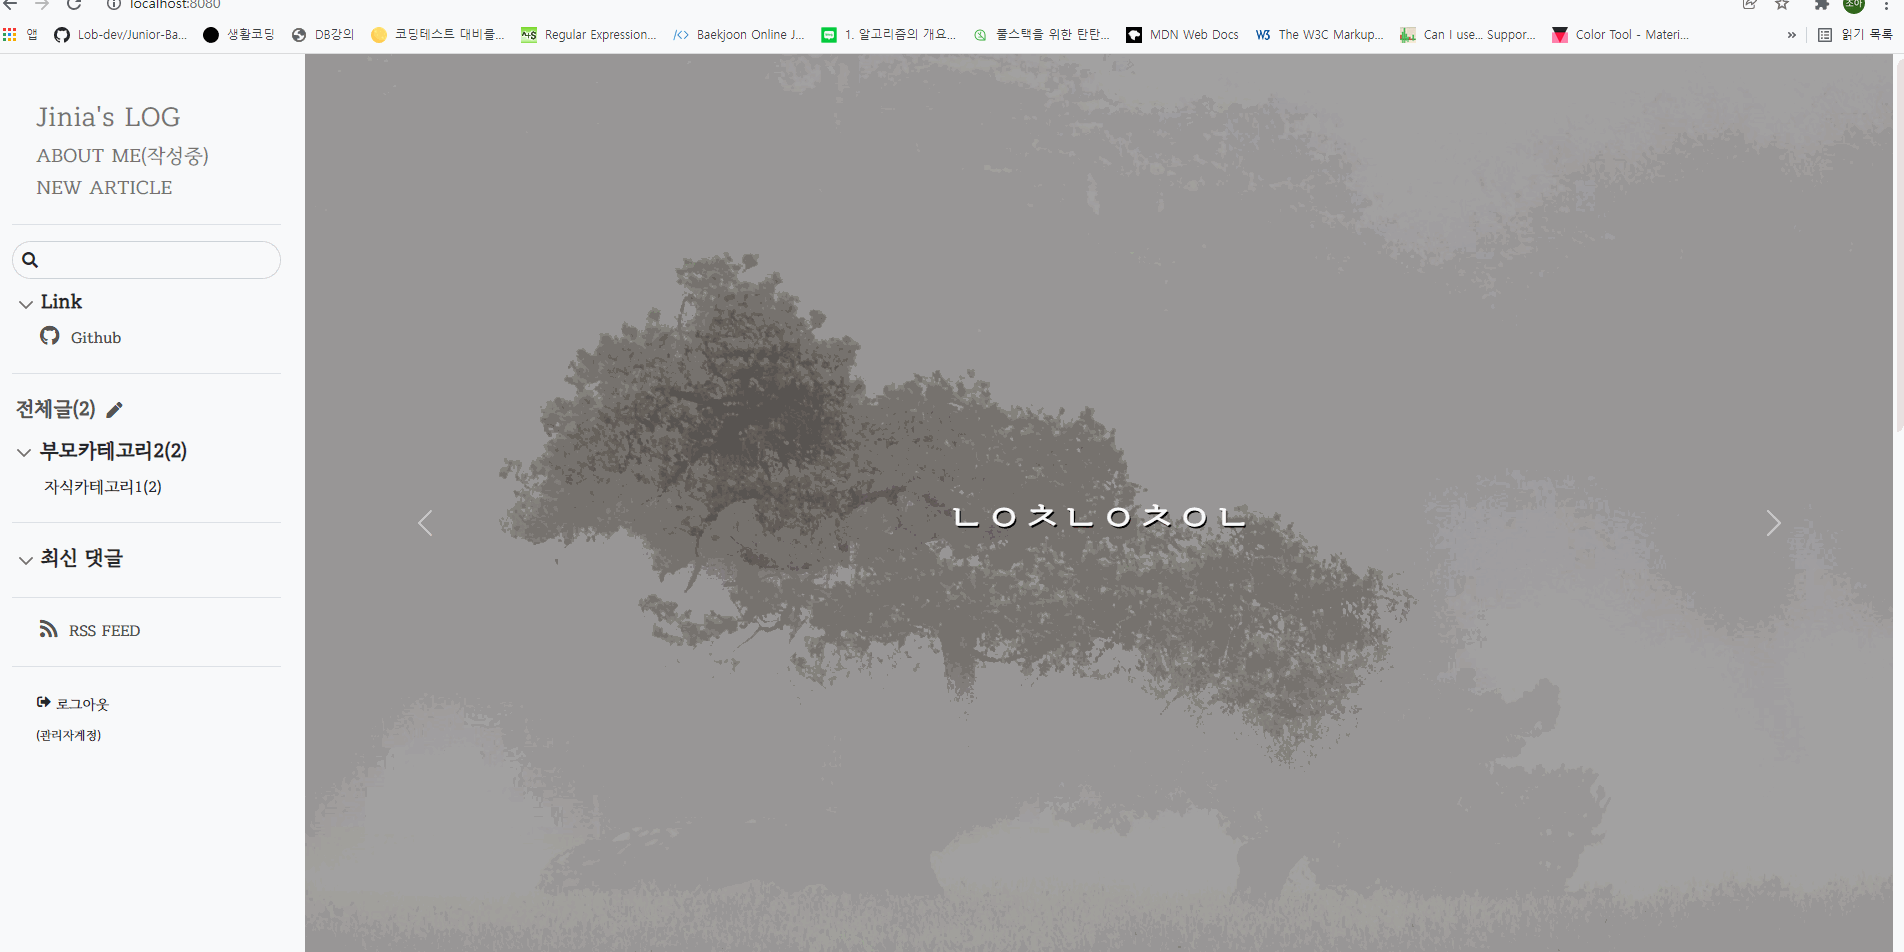 localhost:8080
앱
Lob-dev/Junior-Ba...
생활코딩
DB강의
코딩테스트 대비를...
Regular Expression...
Baekjoon Online J...
1. 알고리즘의 개요...
풀스택을 위한 탄탄...
MDN Web Docs
The W3C Markup...
Can I use... Suppor...
Color Tool - Materi...
»
읽기 목록
Jinia's LOG
ABOUT ME(작성중)
NEW ARTICLE
Link
Github
전체글(2)
부모카테고리2(2)
자식카테고리1(2)
최신 댓글
RSS FEED
로그아웃
(관리자계정)
ㄴㅇㅊㄴㅇㅊㅇㄴ